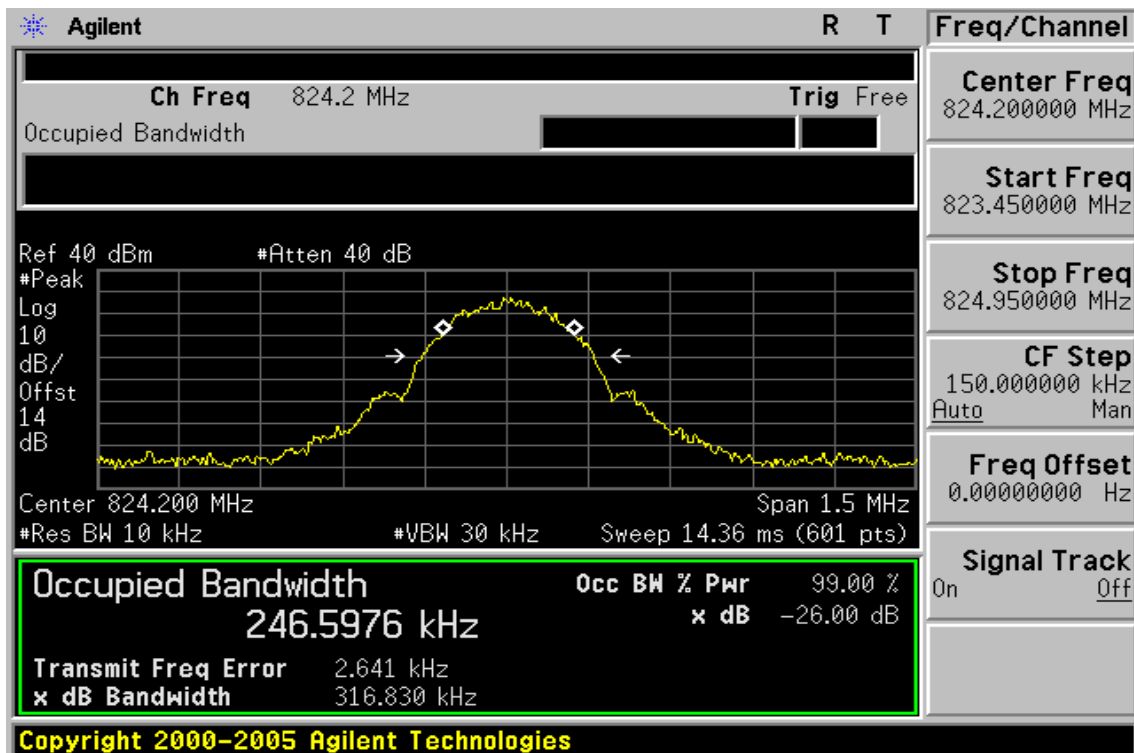 Agilent R T
Ch Freq 824.2 MHz Trig Free
Occupied Bandwidth
Ref 40 dBm #Atten 40 dB
#Peak
Log
10
dB/
Offst
14
dB
Center 824.200 MHz Span 1.5 MHz
#Res BW 10 kHz #VBW 30 kHz Sweep 14.36 ms (601 pts)
Occupied Bandwidth
246.5976 kHz
Occ BW % Pwr 99.00 %
x dB -26.00 dB
Transmit Freq Error 2.641 kHz
x dB Bandwidth 316.830 kHz
Copyright 2000-2005 Agilent Technologies
Freq/Channel
Center Freq
824.200000 MHz
Start Freq
823.450000 MHz
Stop Freq
824.950000 MHz
CF Step
150.000000 kHz
Auto Man
Freq Offset
0.00000000 Hz
Signal Track
On Off